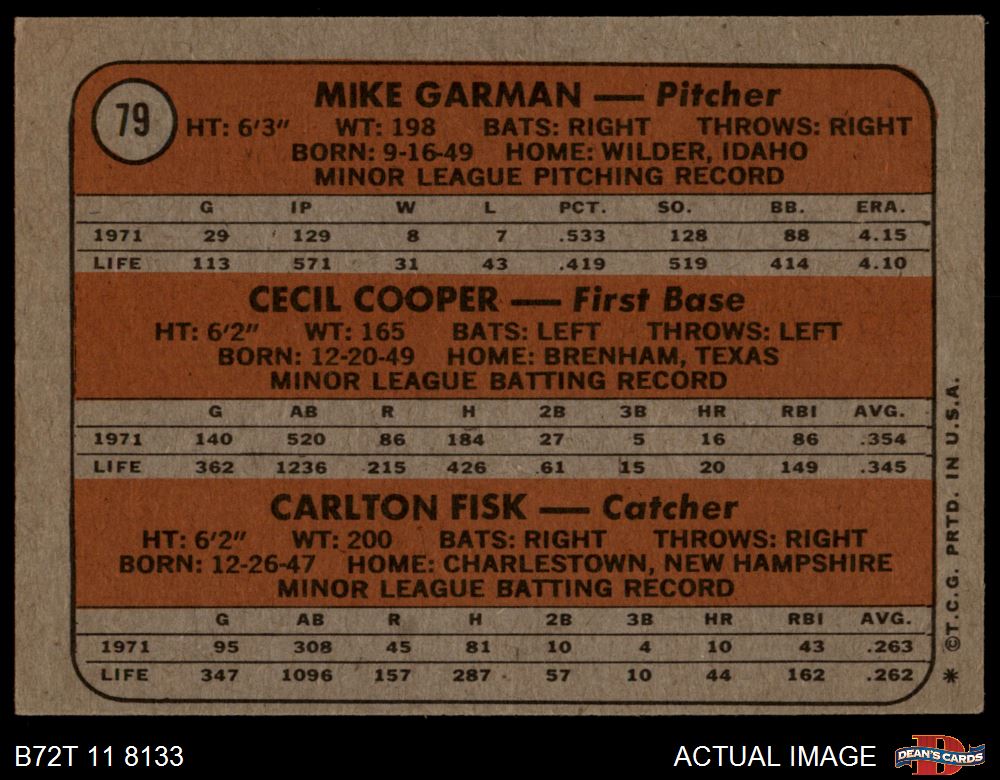 79
MIKE GARMAN — Pitcher
HT: 6'3" WT: 198 BATS: RIGHT THROWS: RIGHT
BORN: 9-16-49 HOME: WILDER, IDAHO
MINOR LEAGUE PITCHING RECORD
G IP W L PCT. SO. BB. ERA.
1971 29 129 8 7 .533 128 88 4.15
LIFE 113 571 31 43 .419 519 414 4.10
CECIL COOPER — First Base
HT: 6'2" WT: 165 BATS: LEFT THROWS: LEFT
BORN: 12-20-49 HOME: BRENHAM, TEXAS
MINOR LEAGUE BATTING RECORD
G AB R H 2B 3B HR RBI AVG.
1971 140 520 86 184 27 5 16 86 .354
LIFE 362 1236 215 426 61 15 20 149 .345
CARLTON FISK — Catcher
HT: 6'2" WT: 200 BATS: RIGHT THROWS: RIGHT
BORN: 12-26-47 HOME: CHARLESTOWN, NEW HAMPSHIRE
MINOR LEAGUE BATTING RECORD
G AB R H 2B 3B HR RBI AVG.
1971 95 308 45 81 10 4 10 43 .263
LIFE 347 1096 157 287 57 10 44 162 .262
* ©T.C.G. PRTD. IN U.S.A.
B72T 11 8133
ACTUAL IMAGE
DEAN'S CARDS